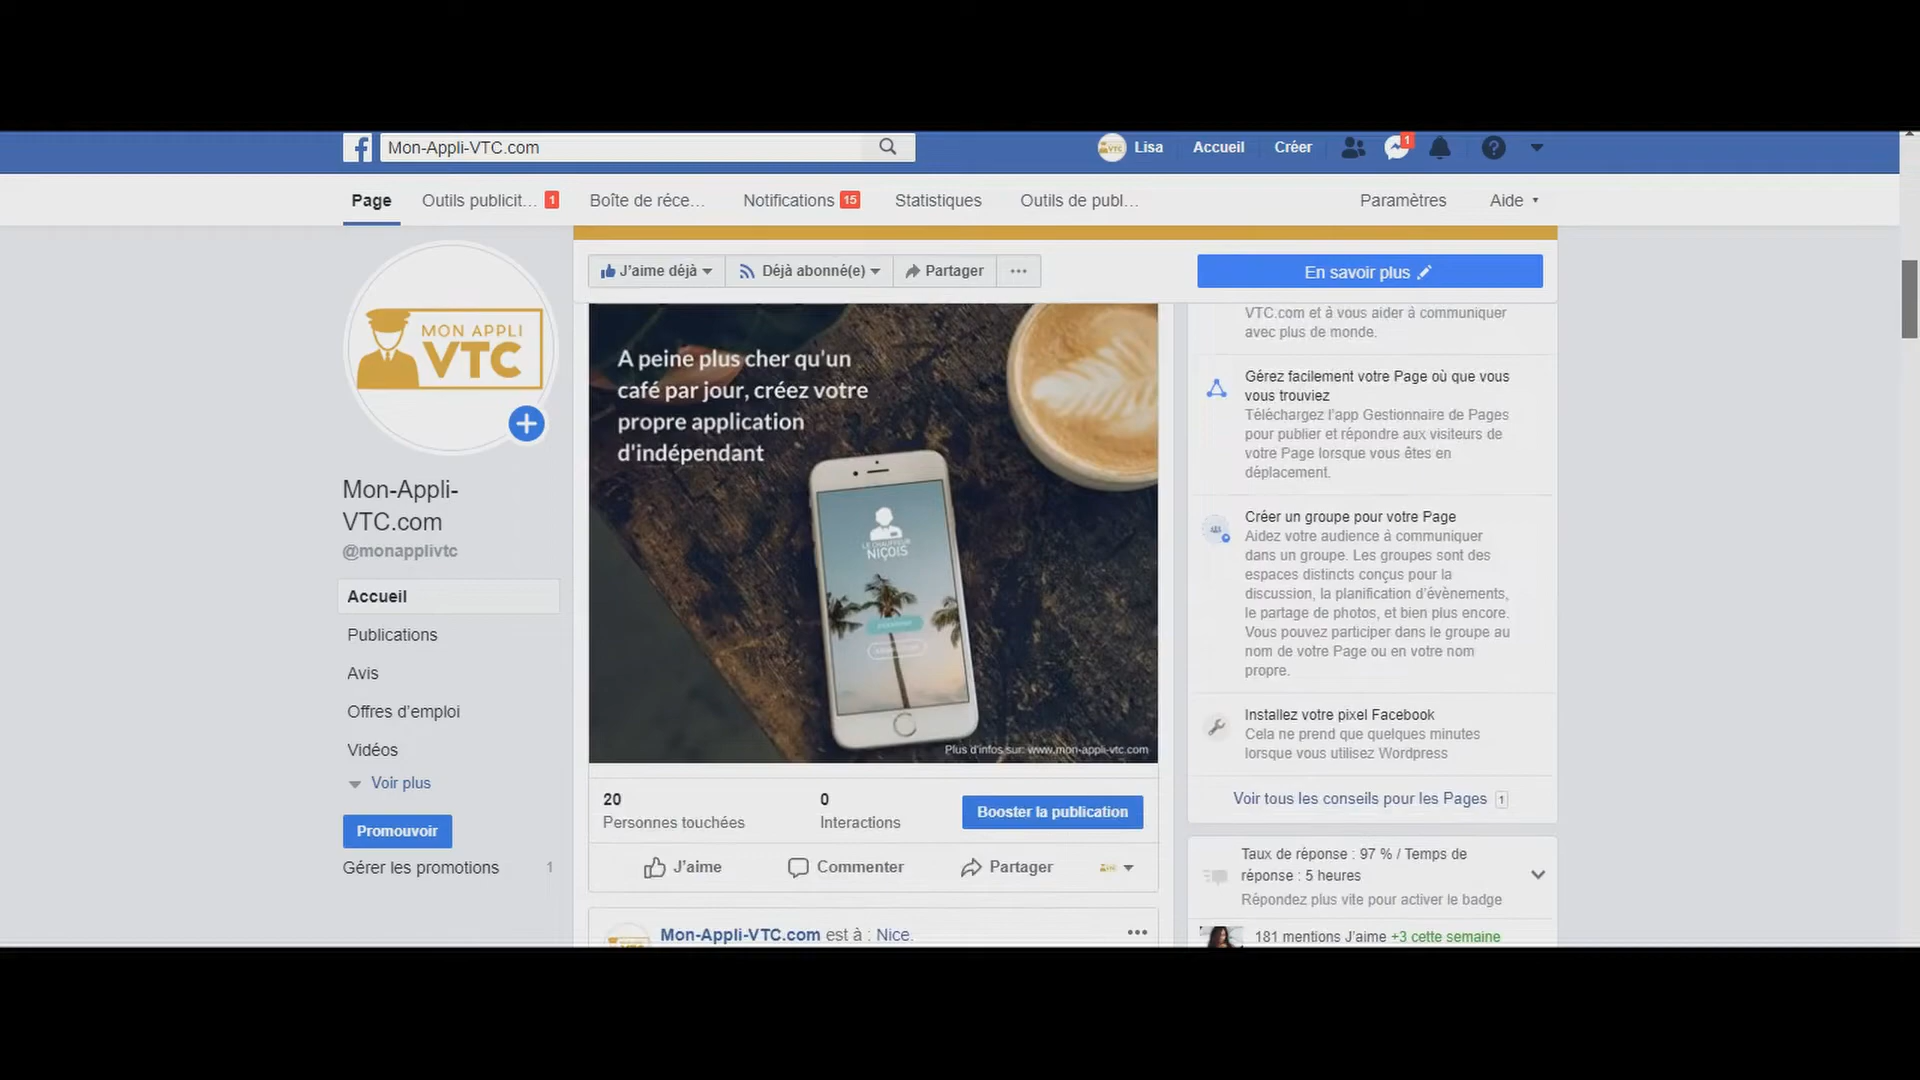 Mon-Appli-VTC.com
Lisa
Accueil
Créer
1
Page
Outils publicit... 1
Boîte de réce...
Notifications 15
Statistiques
Outils de publ...
Paramètres
Aide
MON APPLI
VTC
Mon-Appli-
VTC.com
@monapplivtc
Accueil
Publications
Avis
Offres d'emploi
Vidéos
Voir plus
Promouvoir
Gérer les promotions 1
J'aime déjà
Déjà abonné(e)
Partager
En savoir plus
A peine plus cher qu'un
café par jour, créez votre
propre application
d'indépendant
LE CHAUFFEUR
NIÇOIS
Plus d'infos sur: www.mon-appli-vtc.com
20
Personnes touchées
0
Interactions
Booster la publication
J'aime
Commenter
Partager
Mon-Appli-VTC.com est à : Nice.
VTC.com et à vous aider à communiquer
avec plus de monde.
Gérez facilement votre Page où que vous
vous trouviez
Téléchargez l'app Gestionnaire de Pages
pour publier et répondre aux visiteurs de
votre Page lorsque vous êtes en
déplacement.
Créer un groupe pour votre Page
Aidez votre audience à communiquer
dans un groupe. Les groupes sont des
espaces distincts conçus pour la
discussion, la planification d'évènements,
le partage de photos, et bien plus encore.
Vous pouvez participer dans le groupe au
nom de votre Page ou en votre nom
propre.
Installez votre pixel Facebook
Cela ne prend que quelques minutes
lorsque vous utilisez Wordpress
Voir tous les conseils pour les Pages 1
Taux de réponse : 97 % / Temps de
réponse : 5 heures
Répondez plus vite pour activer le badge
181 mentions J'aime +3 cette semaine